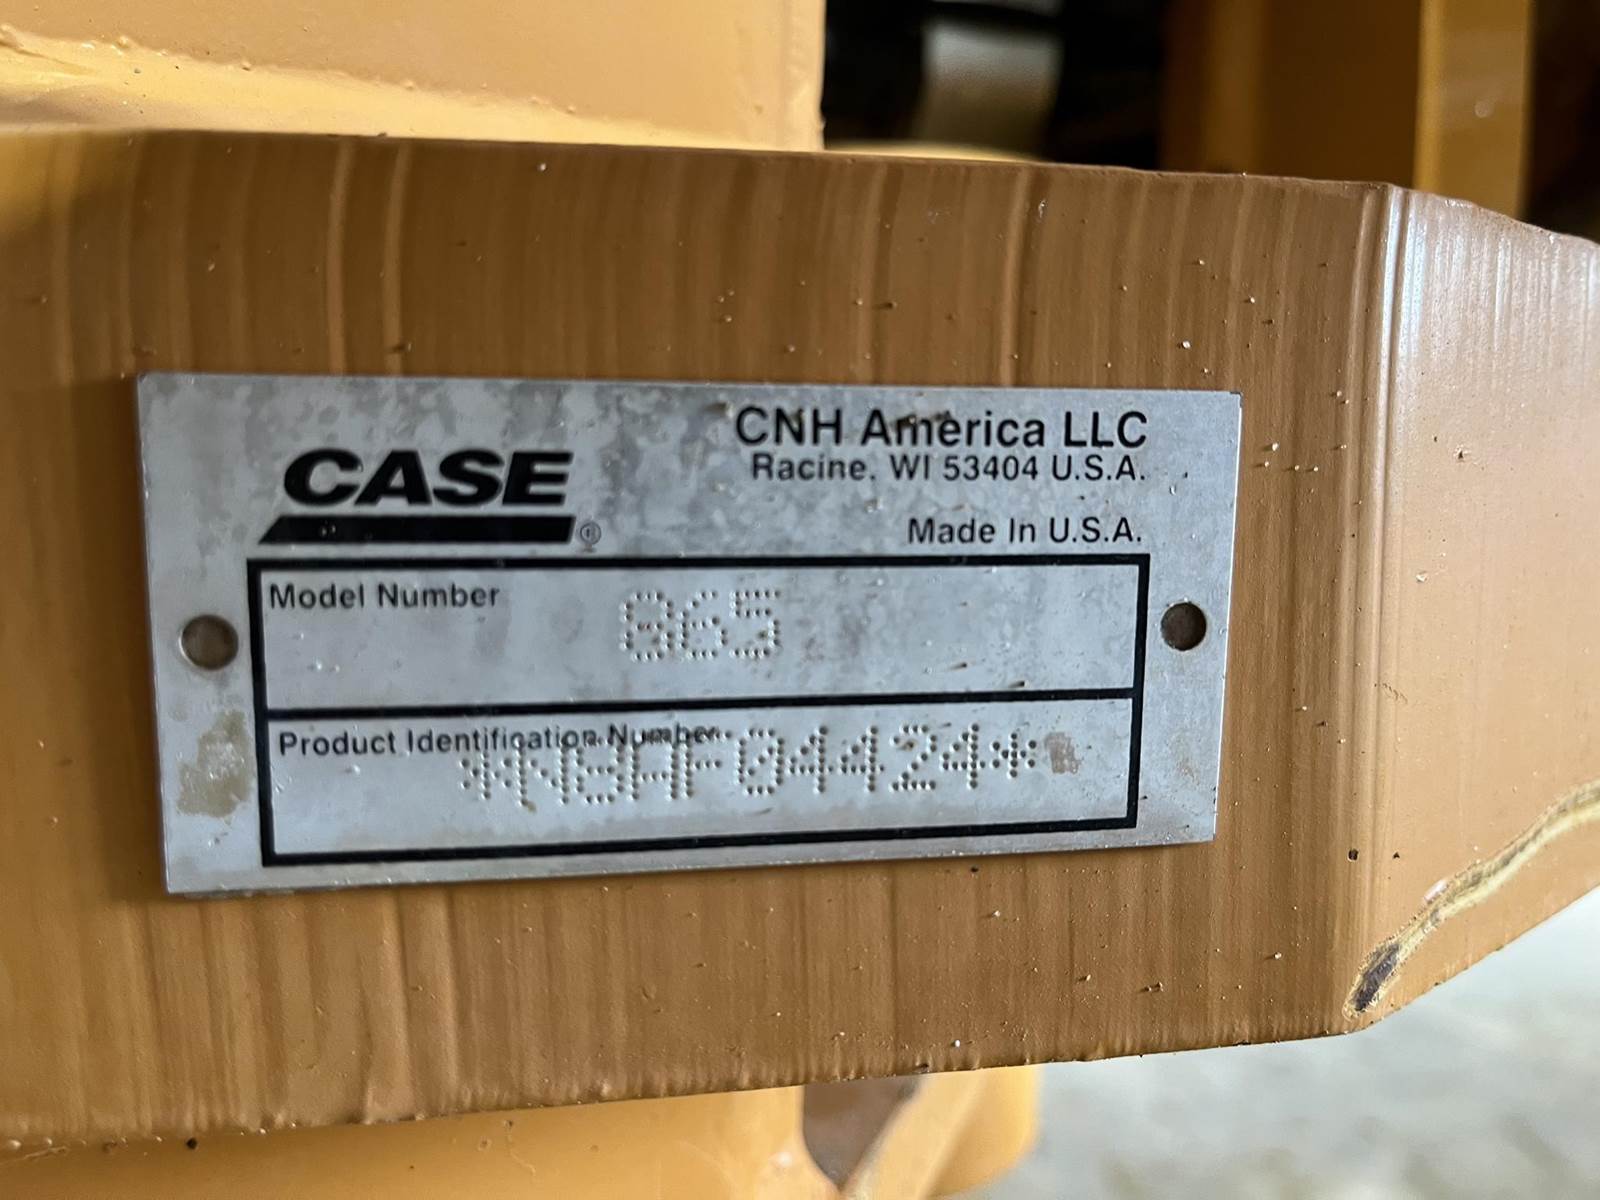 CASE
CNH America LLC
Racine, WI 53404 U.S.A.
Made In U.S.A.
Model Number 865
Product Identification Number
*N8AF04424*